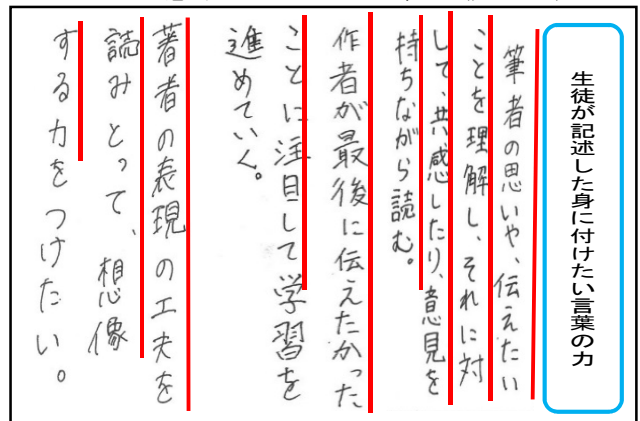 生徒が記述した身に付けたい言葉の力
筆者の思いや、伝えたい
ことを理解し、それに対
して、共感したり、意見を
持ちながら読む。
作者が最後に伝えたかった
ことに注目して学習を
進めていく。
著者の表現の工夫を
読みとって、想像
する力をつけたい。